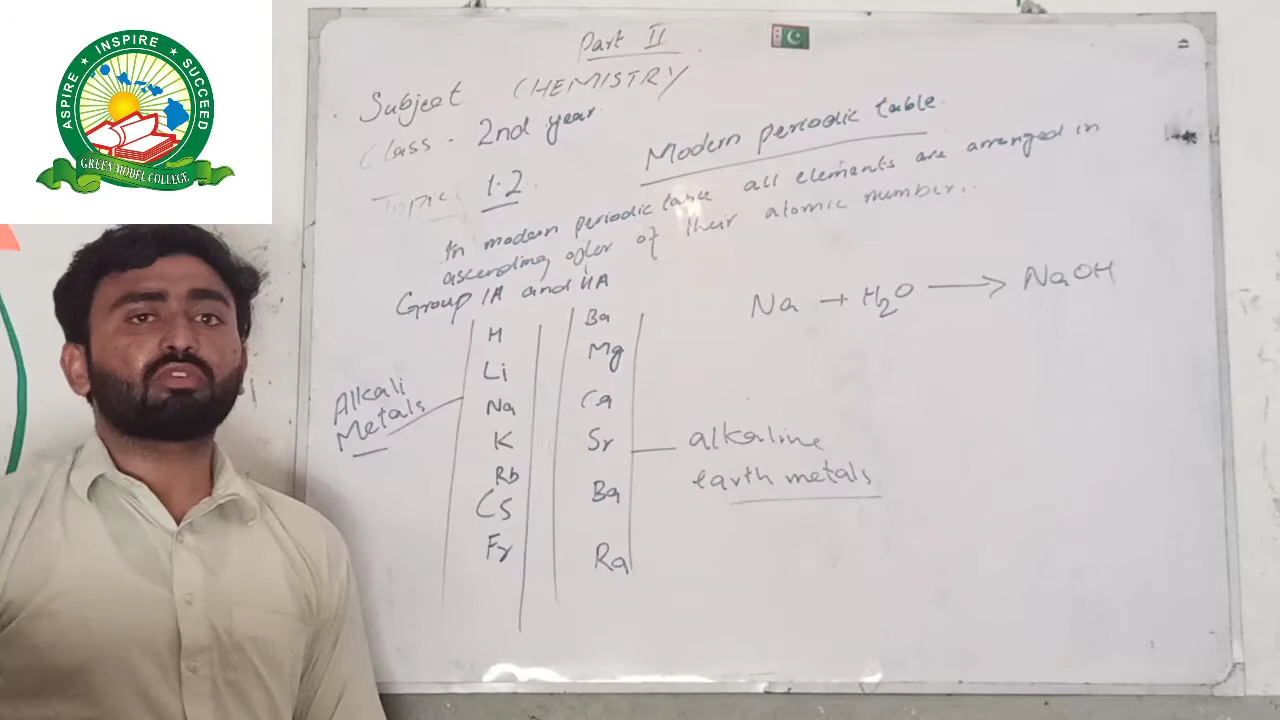 ASPIRE ★ INSPIRE ★ SUCCEED
GREEN MODEL COLLEGE
Part II
Subject CHEMISTRY
Class :- 2nd year
Topic 1.2
Modern periodic table.
In modern periodic table all elements are arranged in
ascending of their atomic number..
Group IA and IIA
H
Li
Na
K
Rb
Cs
Fr
Alkali
Metals
Ba
Mg
Ca
Sr
Ba
Ra
alkaline
earth metals
Na + H₂O → NaOH